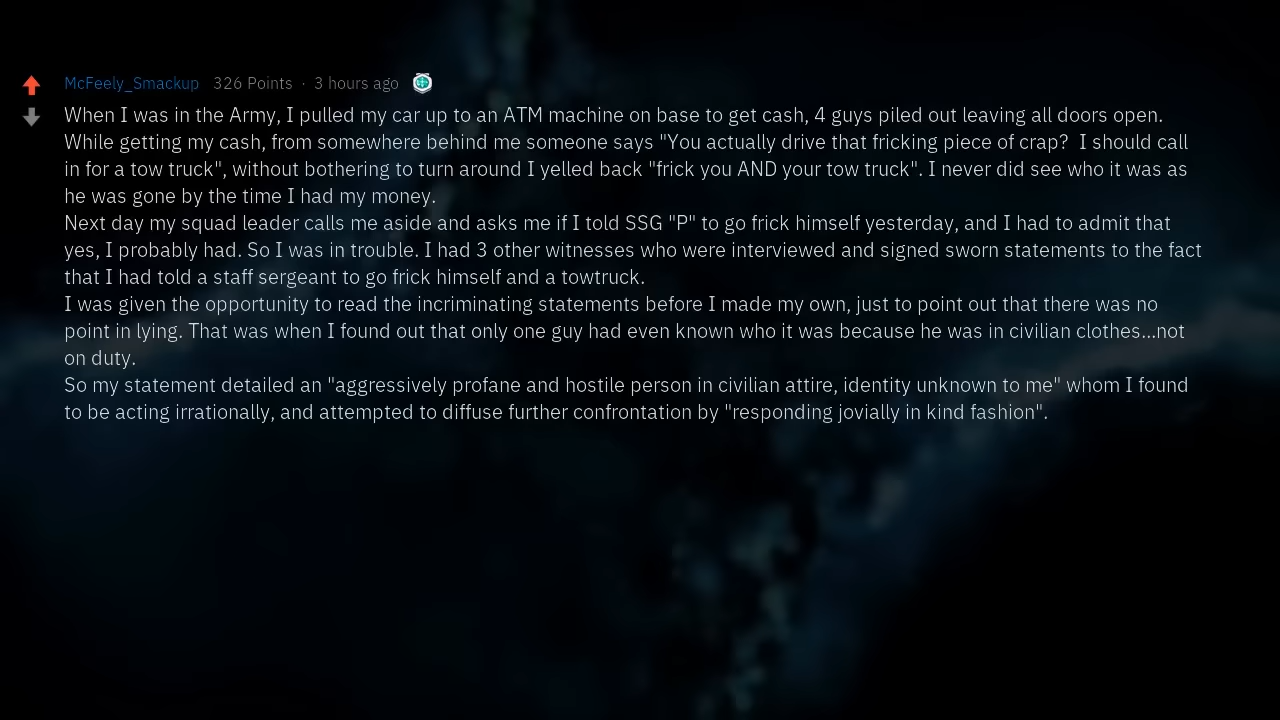 McFeely_Smackup 326 Points · 3 hours ago
When I was in the Army, I pulled my car up to an ATM machine on base to get cash, 4 guys piled out leaving all doors open.
While getting my cash, from somewhere behind me someone says "You actually drive that fricking piece of crap?  I should call
in for a tow truck", without bothering to turn around I yelled back "frick you AND your tow truck". I never did see who it was as
he was gone by the time I had my money.
Next day my squad leader calls me aside and asks me if I told SSG "P" to go frick himself yesterday, and I had to admit that
yes, I probably had. So I was in trouble. I had 3 other witnesses who were interviewed and signed sworn statements to the fact
that I had told a staff sergeant to go frick himself and a towtruck.
I was given the opportunity to read the incriminating statements before I made my own, just to point out that there was no
point in lying. That was when I found out that only one guy had even known who it was because he was in civilian clothes...not
on duty.
So my statement detailed an "aggressively profane and hostile person in civilian attire, identity unknown to me" whom I found
to be acting irrationally, and attempted to diffuse further confrontation by "responding jovially in kind fashion".